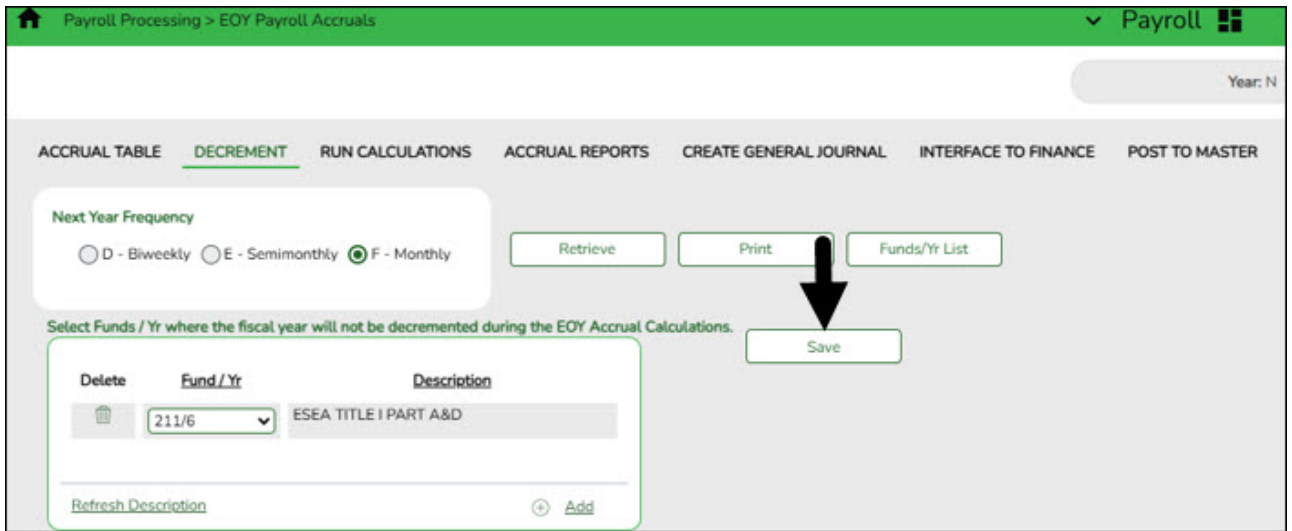 Payroll Processing > EOY Payroll Accruals
Payroll
Year: N
ACCRUAL TABLE DECREMENT RUN CALCULATIONS ACCRUAL REPORTS CREATE GENERAL JOURNAL INTERFACE TO FINANCE POST TO MASTER
Next Year Frequency
D - Biweekly E - Semimonthly F - Monthly
Retrieve Print Funds/Yr List
Select Funds / Yr where the fiscal year will not be decremented during the EOY Accrual Calculations.
Save
Delete Fund / Yr Description
211/6 ESEA TITLE I PART A&D
Refresh Description Add